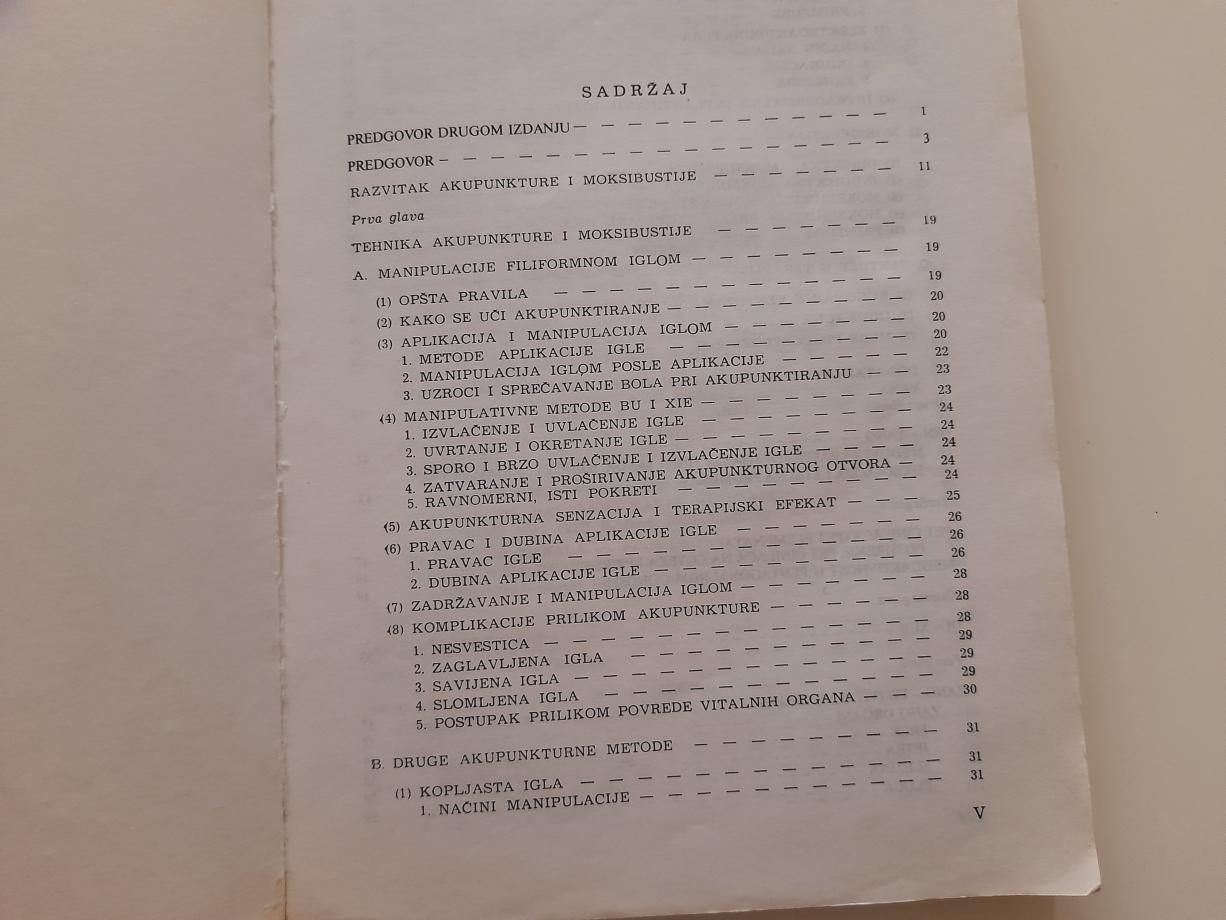 SADRŽAJ
PREDGOVOR DRUGOM IZDANJU — — — — — — — — — — — — 1
PREDGOVOR — — — — — — — — — — — — — — — — — 3
RAZVITAK AKUPUNKTURE I MOKSIBUSTIJE — — — — — — — 11
Prva glava
TEHNIKA AKUPUNKTURE I MOKSIBUSTIJE — — — — — — — 19
A. MANIPULACIJE FILIFORMNOM IGLOM — — — — — — — — 19
(1) OPŠTA PRAVILA — — — — — — — — — — — — — 19
(2) KAKO SE UČI AKUPUNKTIRANJE — — — — — — — — — 20
(3) APLIKACIJA I MANIPULACIJA IGLOM — — — — — — — 20
1. METODE APLIKACIJE IGLE — — — — — — — — — 20
2. MANIPULACIJA IGLOM POSLE APLIKACIJE — — — — — 22
3. UZROCI I SPREČAVANJE BOLA PRI AKUPUNKTIRANJU — — 23
(4) MANIPULATIVNE METODE BU I XIE — — — — — — — — 23
1. IZVLAČENJE I UVLAČENJE IGLE — — — — — — — — 24
2. UVRTANJE I OKRETANJE IGLE — — — — — — — — — 24
3. SPORO I BRZO UVLAČENJE I IZVLAČENJE IGLE — — — — 24
4. ZATVARANJE I PROŠIRIVANJE AKUPUNKTURNOG OTVORA — 24
5. RAVNOMERNI, ISTI POKRETI — — — — — — — — — 24
(5) AKUPUNKTURNA SENZACIJA I TERAPIJSKI EFEKAT — — — 25
(6) PRAVAC I DUBINA APLIKACIJE IGLE — — — — — — — 26
1. PRAVAC IGLE — — — — — — — — — — — — — 26
2. DUBINA APLIKACIJE IGLE — — — — — — — — — — 26
(7) ZADRŽAVANJE I MANIPULACIJA IGLOM — — — — — — — 28
(8) KOMPLIKACIJE PRILIKOM AKUPUNKTURE — — — — — — 28
1. NESVESTICA — — — — — — — — — — — — — — 28
2. ZAGLAVLJENA IGLA — — — — — — — — — — — 29
3. SAVIJENA IGLA — — — — — — — — — — — — — 29
4. SLOMLJENA IGLA — — — — — — — — — — — — 29
5. POSTUPAK PRILIKOM POVREDE VITALNIH ORGANA — — — 30
B. DRUGE AKUPUNKTURNE METODE — — — — — — — — — 31
(1) KOPLJASTA IGLA — — — — — — — — — — — — — 31
1. NAČINI MANIPULACIJE — — — — — — — — — — — 31
V